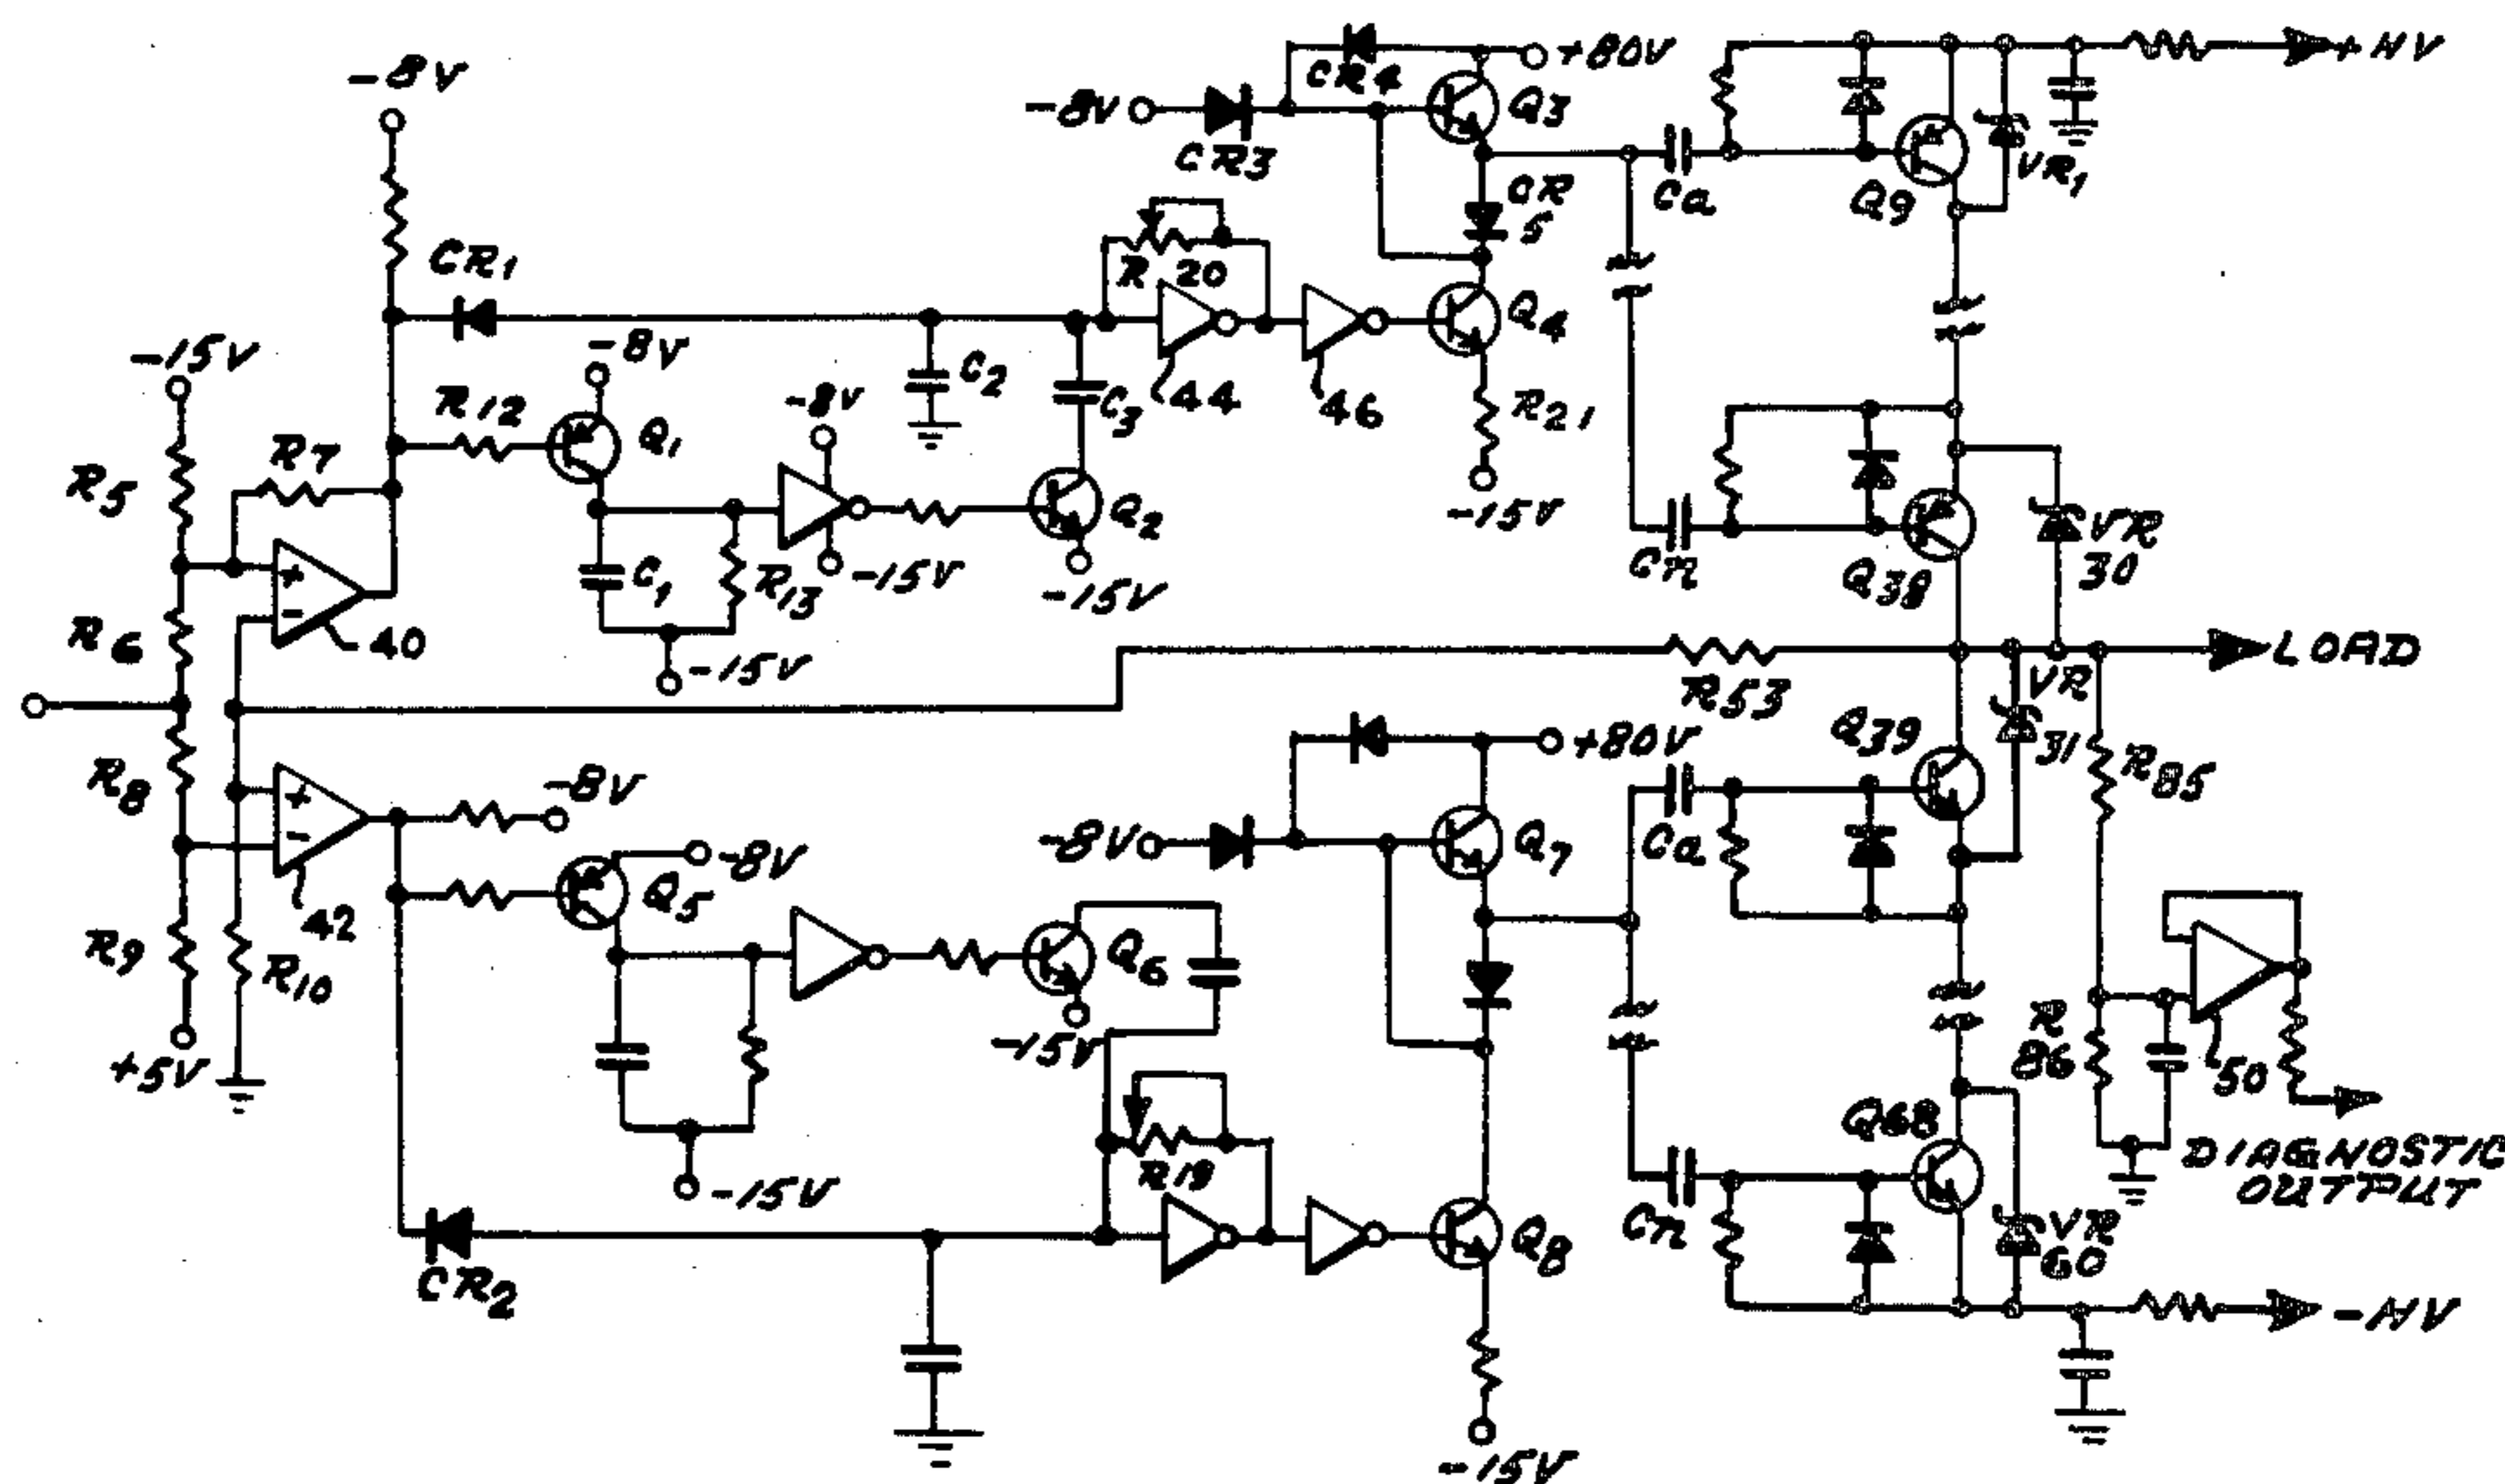 -8V
+80V
+HV
-8V
CR4
Q3
CR3
Ca
Q9
VR1
CR
5
CR1
R 20
Q4
-15V
-8V
R12
Q1
-8V
C2
C3
44
46
R21
-15V
R5
R7
Q2
C1
R13
-15V
-15V
-15V
Cn
Q38
VR
30
R6
+
-
40
LOAD
R53
VR
31
R8
+
-
42
-8V
-8V
Q5
+80V
-8V
Q7
Ca
Q39
R85
R9
R10
+5V
Q6
-15V
R
86
50
DIAGNOSTIC
OUTPUT
-15V
R19
Q8
Cn
Q68
VR
60
CR2
-HV
-15V